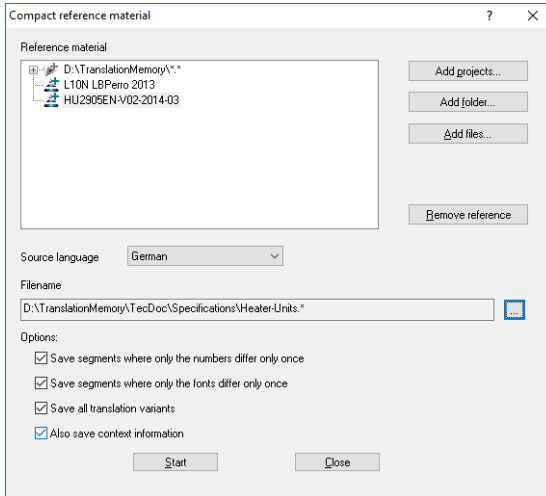 Compact reference material
?
Reference material
D:\TranslationMemory\*.*
L10N LBPerro 2013
HU2905EN-V02-2014-03
Add projects...
Add folder...
Add files...
Remove reference
Source language German
Filename
D:\TranslationMemory\TecDoc\Specifications\Heater-Units.*
...
Options:
Save segments where only the numbers differ only once
Save segments where only the fonts differ only once
Save all translation variants
Also save context information
Start Close